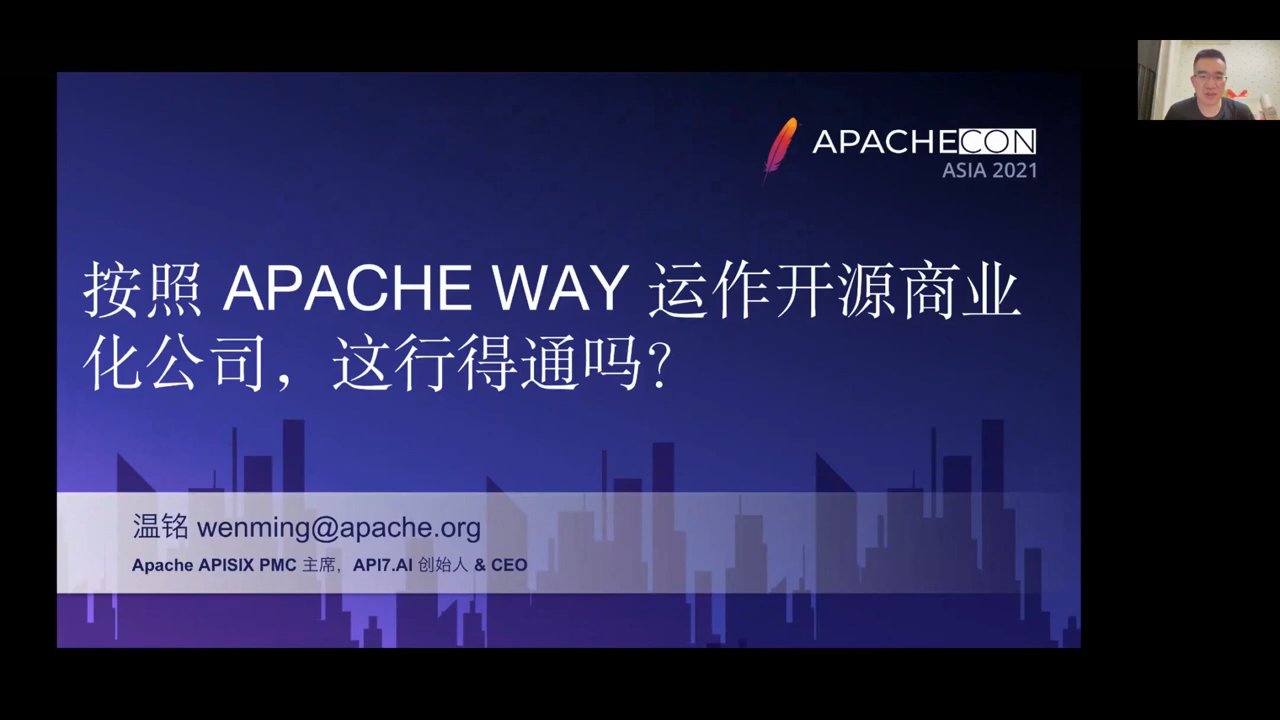 APACHECON
ASIA 2021
按照 APACHE WAY 运作开源商业
化公司，这行得通吗？
温铭 wenming@apache.org
Apache APISIX PMC 主席，API7.AI 创始人 & CEO